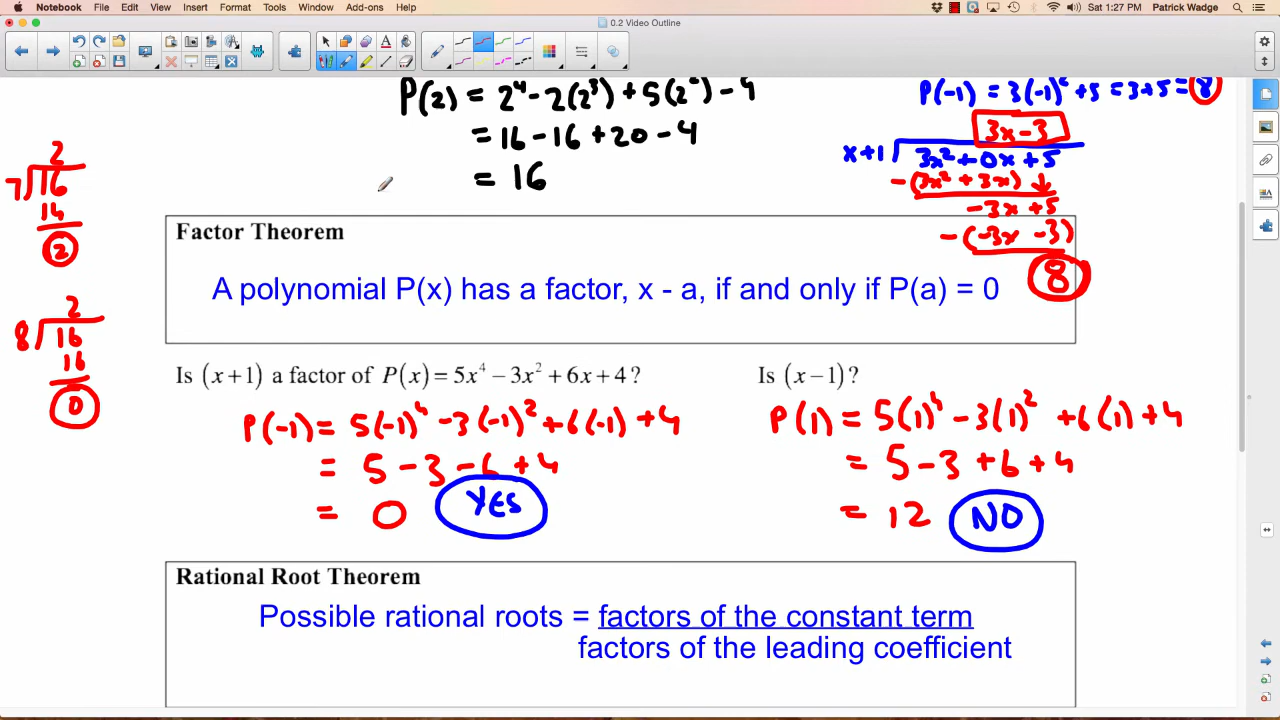 Notebook File Edit View Insert Format Tools Window Add-ons Help Sat 1:27 PM Patrick Wadge
0.2 Video Outline
P(2) = 2⁴ - 2(2³) + 5(2²) - 4
= 16 - 16 + 20 - 4
= 16
P(-1) = 3(-1)² + 5 = 3 + 5 = 8
3x - 3
x + 1 3x² + 0x + 5
- (3x² + 3x)
- 3x + 5
- (-3x - 3)
8
2
7 16
14
2
2
8 16
16
0
Factor Theorem
A polynomial P(x) has a factor, x - a, if and only if P(a) = 0
Is (x+1) a factor of P(x) = 5x⁴ − 3x² + 6x + 4?
P(-1) = 5(-1)⁴ - 3(-1)² + 6(-1) + 4
= 5 - 3 - 6 + 4
= 0 YES
Is (x−1)?
P(1) = 5(1)⁴ - 3(1)² + 6(1) + 4
= 5 - 3 + 6 + 4
= 12 NO
Rational Root Theorem
Possible rational roots = factors of the constant term
factors of the leading coefficient